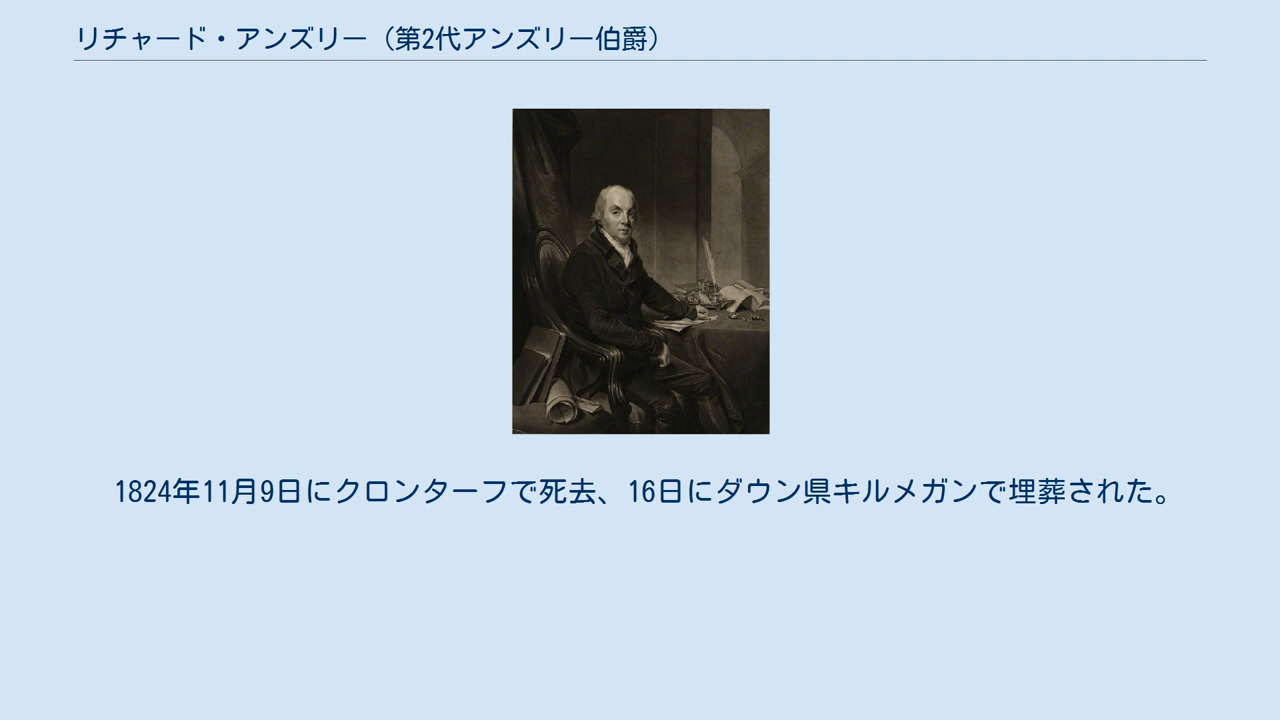 リチャード・アンズリー（第2代アンズリー伯爵）
1824年11月9日にクロンターフで死去、16日にダウン県キルメガンで埋葬された。